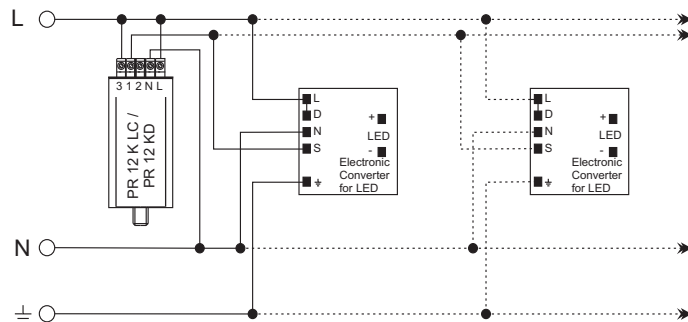 L
3 1 2 N L
PR 12 K LC /
PR 12 KD
L
D
N
S
+
LED
-
Electronic
Converter
for LED
L
D
N
S
+
LED
-
Electronic
Converter
for LED
N